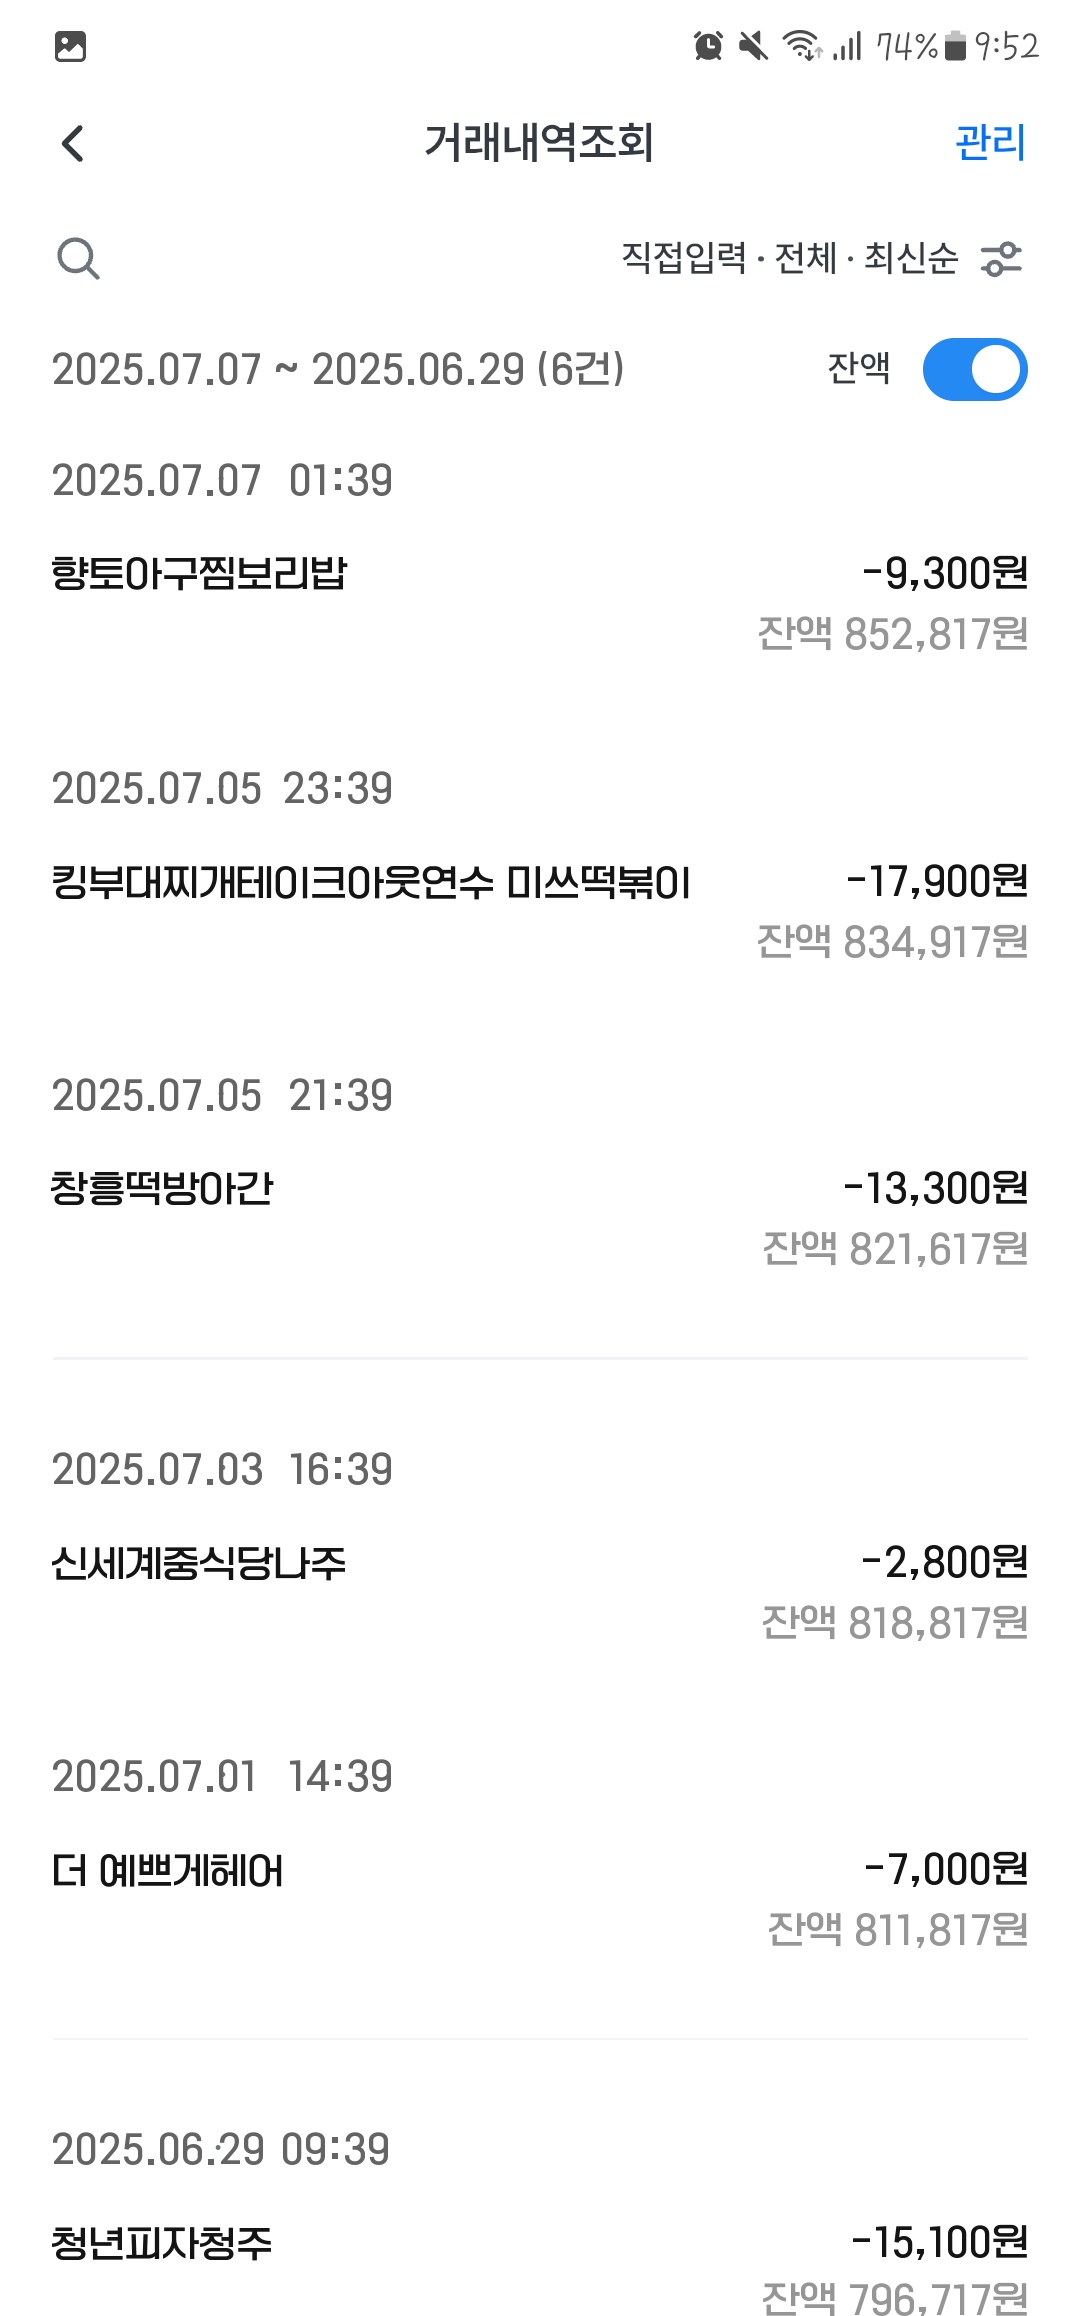 74% 9:52
거래내역조회 관리
직접입력 · 전체 · 최신순
2025.07.07 ~ 2025.06.29 (6건) 잔액
2025.07.07 01:39
향토아구찜보리밥 -9,300원
잔액 852,817원
2025.07.05 23:39
킹부대찌개테이크아웃연수 미쓰떡볶이 -17,900원
잔액 834,917원
2025.07.05 21:39
창흥떡방아간 -13,300원
잔액 821,617원
2025.07.03 16:39
신세계중식당나주 -2,800원
잔액 818,817원
2025.07.01 14:39
더 예쁘게헤어 -7,000원
잔액 811,817원
2025.06.29 09:39
청년피자청주 -15,100원
잔액 796,717원